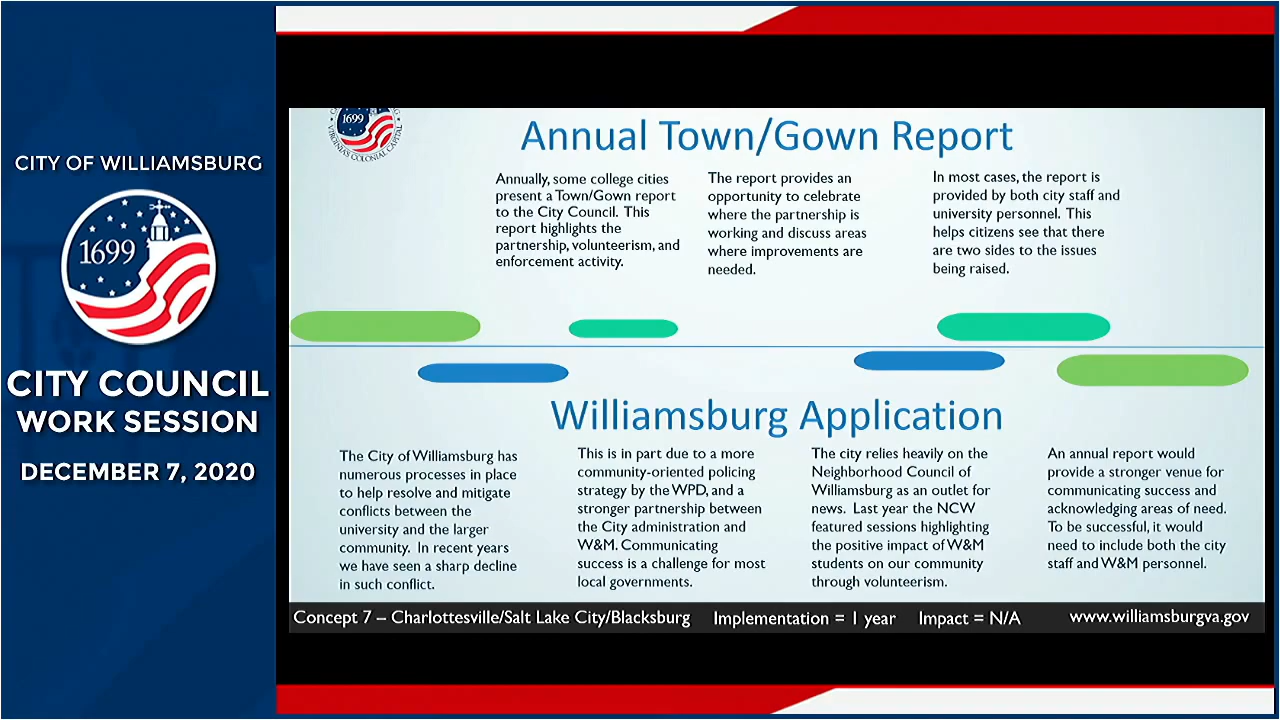 CITY OF WILLIAMSBURG
1699
CITY COUNCIL
WORK SESSION
DECEMBER 7, 2020
1699
VIRGINIA'S COLONIAL CAPITAL
Annual Town/Gown Report
Annually, some college cities
present a Town/Gown report
to the City Council. This
report highlights the
partnership, volunteerism, and
enforcement activity.
The report provides an
opportunity to celebrate
where the partnership is
working and discuss areas
where improvements are
needed.
In most cases, the report is
provided by both city staff and
university personnel. This
helps citizens see that there
are two sides to the issues
being raised.
Williamsburg Application
The City of Williamsburg has
numerous processes in place
to help resolve and mitigate
conflicts between the
university and the larger
community. In recent years
we have seen a sharp decline
in such conflict.
This is in part due to a more
community-oriented policing
strategy by the WPD, and a
stronger partnership between
the City administration and
W&M. Communicating
success is a challenge for most
local governments.
The city relies heavily on the
Neighborhood Council of
Williamsburg as an outlet for
news. Last year the NCW
featured sessions highlighting
the positive impact of W&M
students on our community
through volunteerism.
An annual report would
provide a stronger venue for
communicating success and
acknowledging areas of need.
To be successful, it would
need to include both the city
staff and W&M personnel.
Concept 7 – Charlottesville/Salt Lake City/Blacksburg Implementation = 1 year Impact = N/A www.williamsburgva.gov